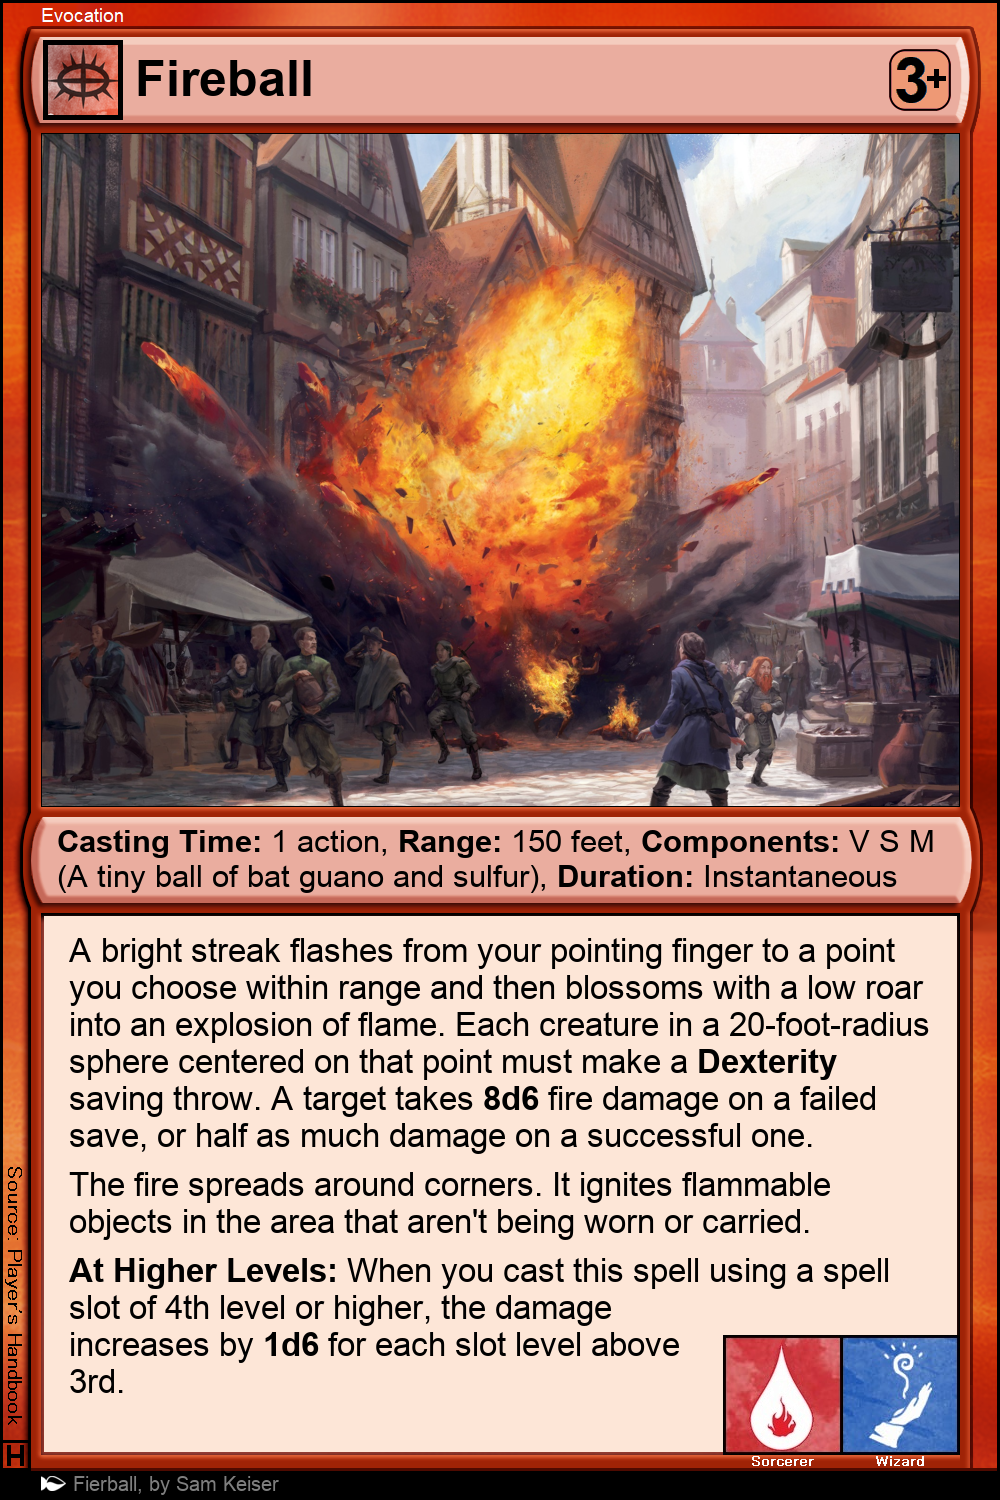 Evocation
Fireball
3+
Casting Time: 1 action, Range: 150 feet, Components: V S M
(A tiny ball of bat guano and sulfur), Duration: Instantaneous
A bright streak flashes from your pointing finger to a point
you choose within range and then blossoms with a low roar
into an explosion of flame. Each creature in a 20-foot-radius
sphere centered on that point must make a Dexterity
saving throw. A target takes 8d6 fire damage on a failed
save, or half as much damage on a successful one.
The fire spreads around corners. It ignites flammable
objects in the area that aren't being worn or carried.
At Higher Levels: When you cast this spell using a spell
slot of 4th level or higher, the damage
increases by 1d6 for each slot level above
3rd.
Sorcerer
Wizard
Source: Player's Handbook
H
Fierball, by Sam Keiser